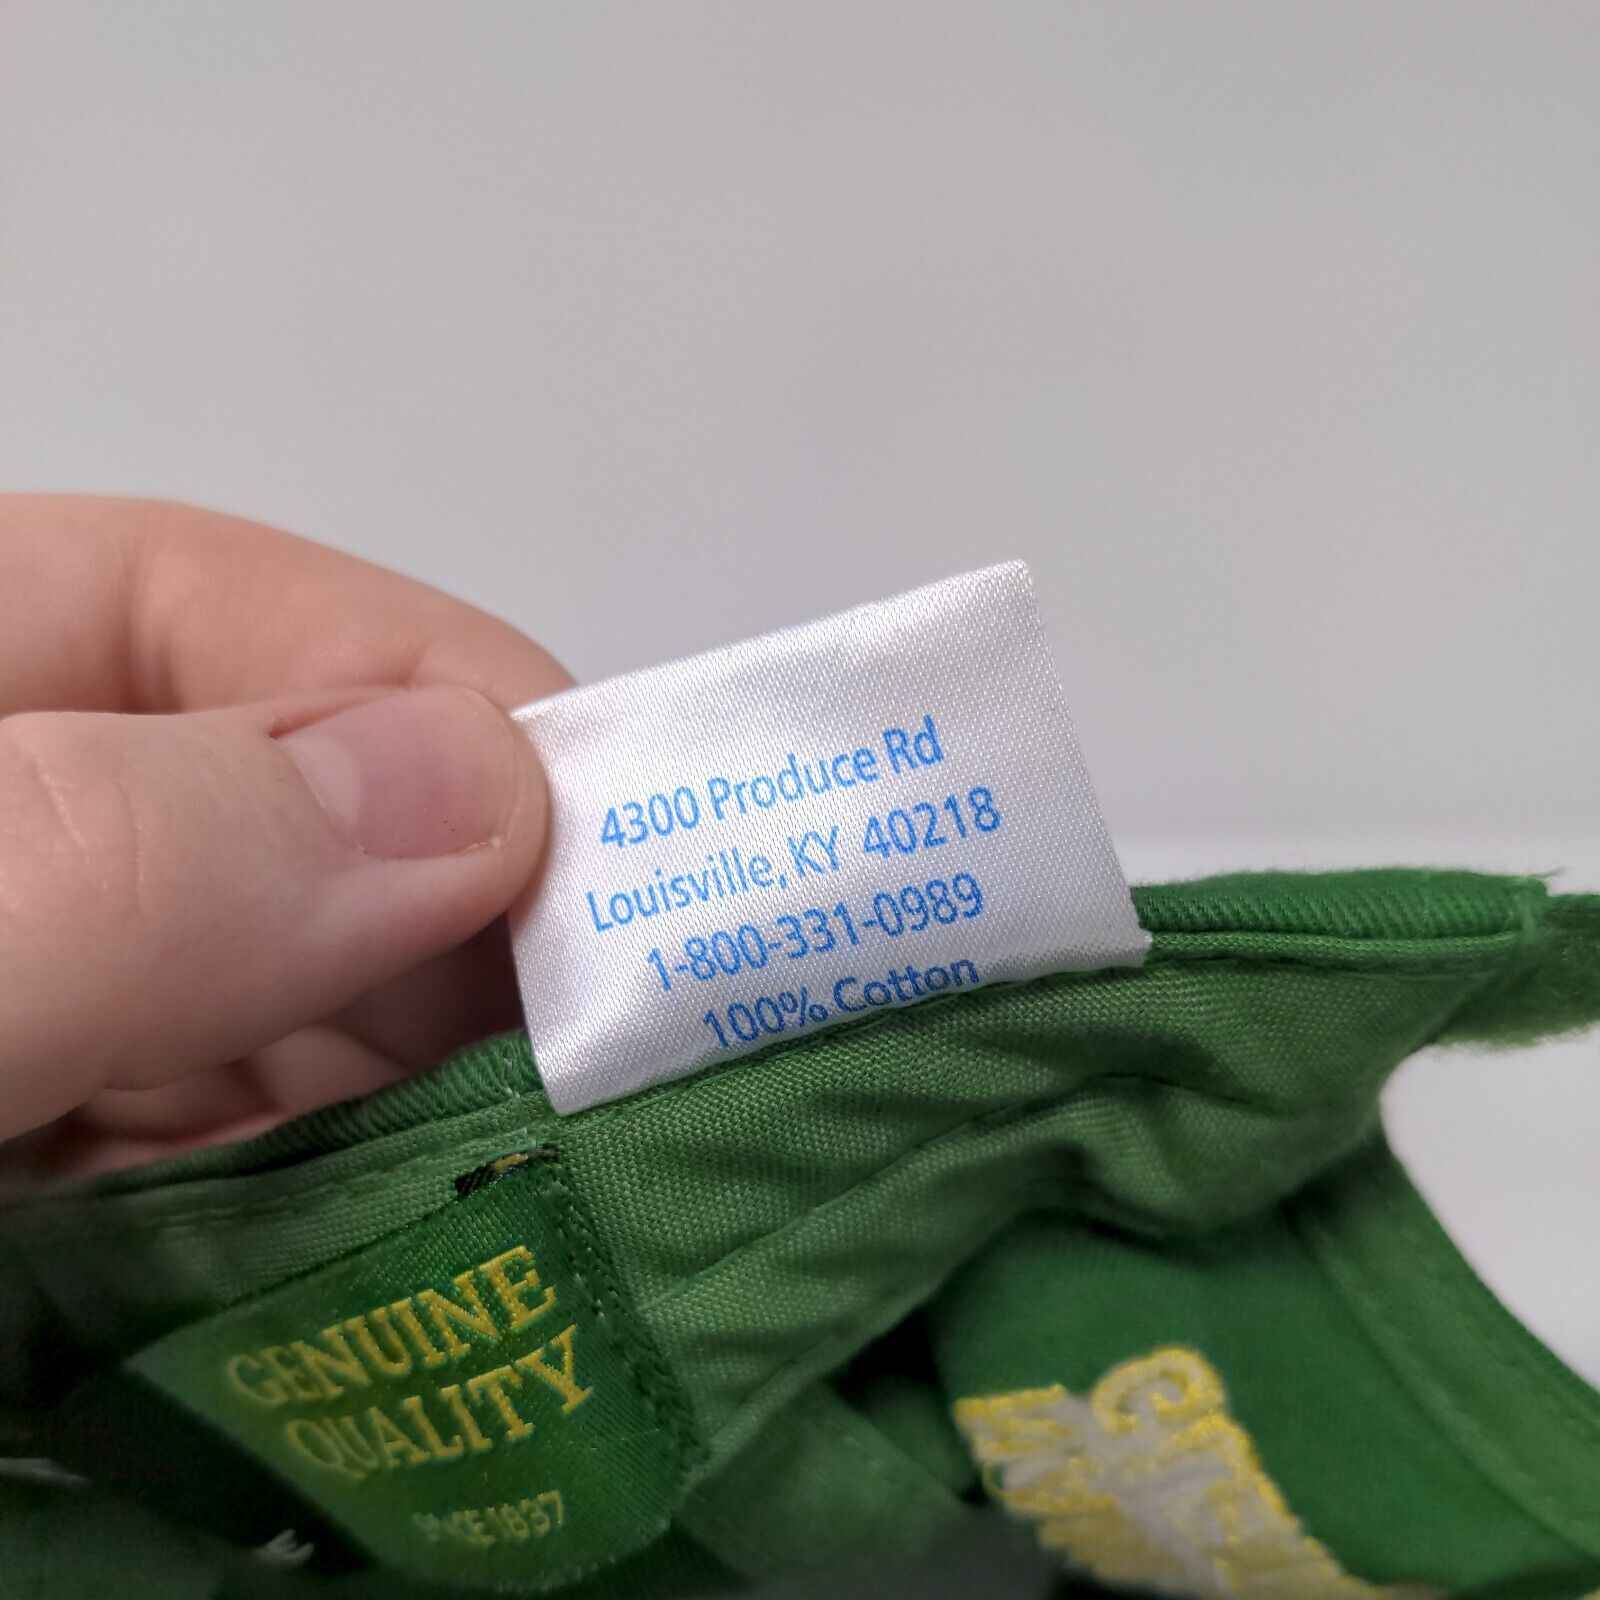 4300 Produce Rd
Louisville, KY 40218
1-800-331-0989
100% Cotton
GENUINE
QUALITY
SINCE 1837